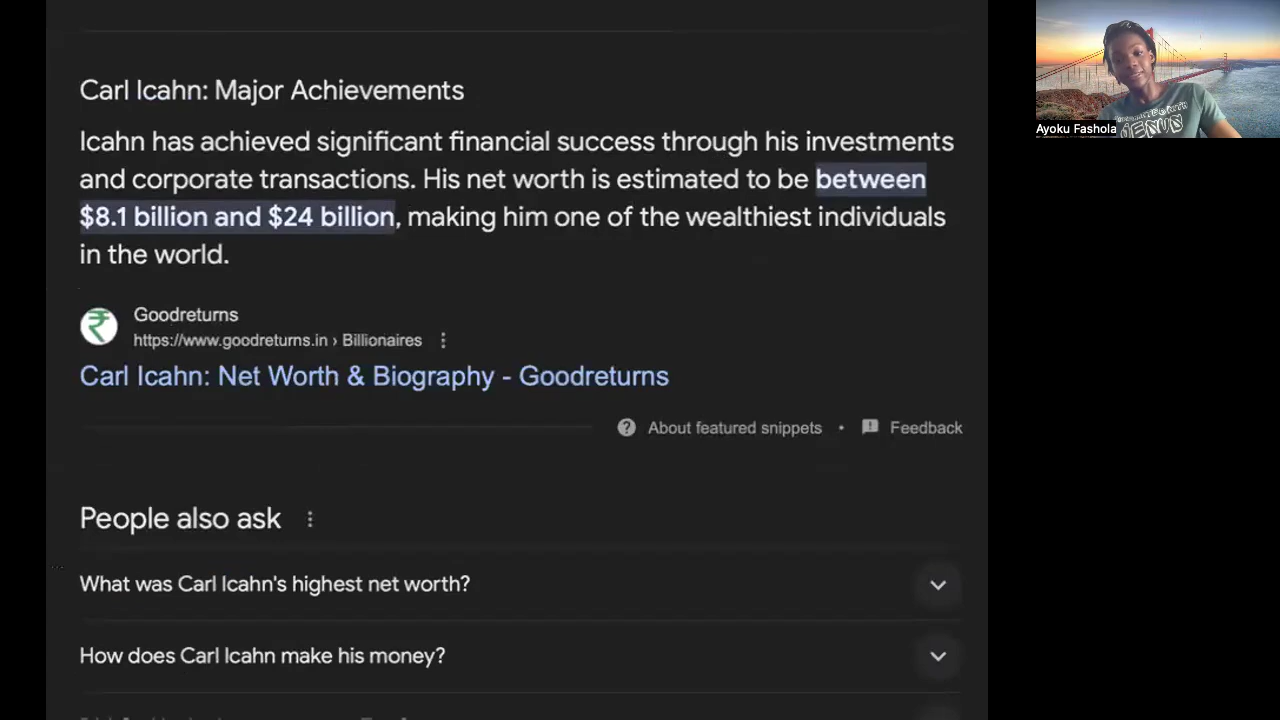 Carl Icahn: Major Achievements
Icahn has achieved significant financial success through his investments
and corporate transactions. His net worth is estimated to be between
$8.1 billion and $24 billion, making him one of the wealthiest individuals
in the world.
Goodreturns
https://www.goodreturns.in › Billionaires
Carl Icahn: Net Worth & Biography - Goodreturns
About featured snippets • Feedback
People also ask
What was Carl Icahn's highest net worth?
How does Carl Icahn make his money?
Ayoku Fashola